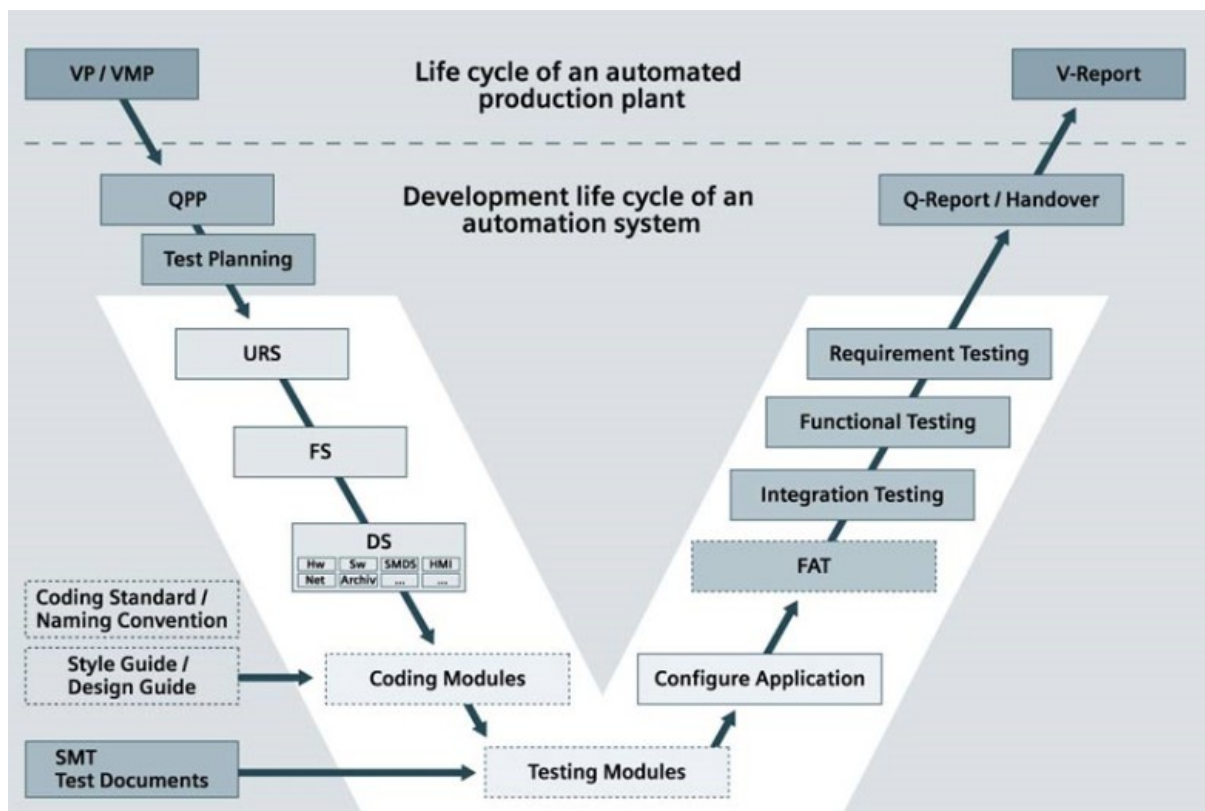 VP / VMP
Life cycle of an automated
production plant
V-Report
QPP
Development life cycle of an
automation system
Q-Report / Handover
Test Planning
URS
Requirement Testing
FS
Functional Testing
Integration Testing
DS
Hw Sw SMDS HMI
Net Archiv ... ...
FAT
Coding Standard /
Naming Convention
Style Guide /
Design Guide
Coding Modules
Configure Application
SMT
Test Documents
Testing Modules